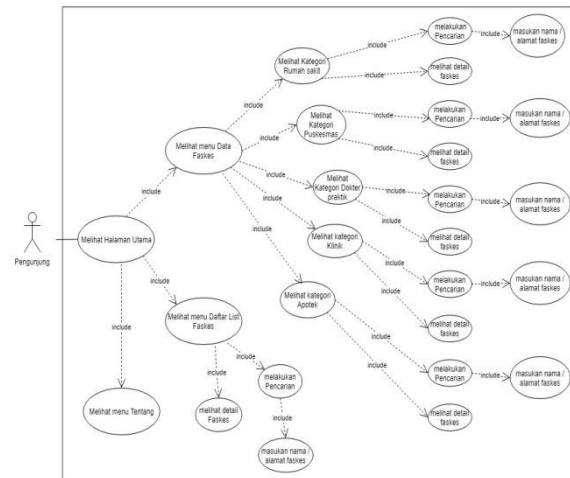 melakukan
Pencarian
include
masukan nama /
alamat faskes
include
Melihat Kategori
Rumah sakit
include
melihat detail
faskes
include
Melihat
Kategori
Puskesmas
include
melakukan
Pencarian
include
masukan nama /
alamat faskes
include
melihat detail
faskes
include
Melihat menu Data
Faskes
include
Melihat
Kategori Dokter
praktik
include
melakukan
Pencarian
include
masukan nama /
alamat faskes
include
melihat detail
faskes
include
Melihat kategori
Klinik
include
melakukan
Pencarian
include
masukan nama /
alamat faskes
include
melihat detail
faskes
include
Melihat kategori
Apotek
include
melakukan
Pencarian
include
masukan nama /
alamat faskes
include
melihat detail
faskes
include
Pengunjung
Melihat Halaman Utama
include
include
Melihat menu Daftar List
Faskes
include
melihat detail
Faskes
include
melakukan
Pencarian
include
masukan nama /
alamat faskes
include
Melihat menu Tentang